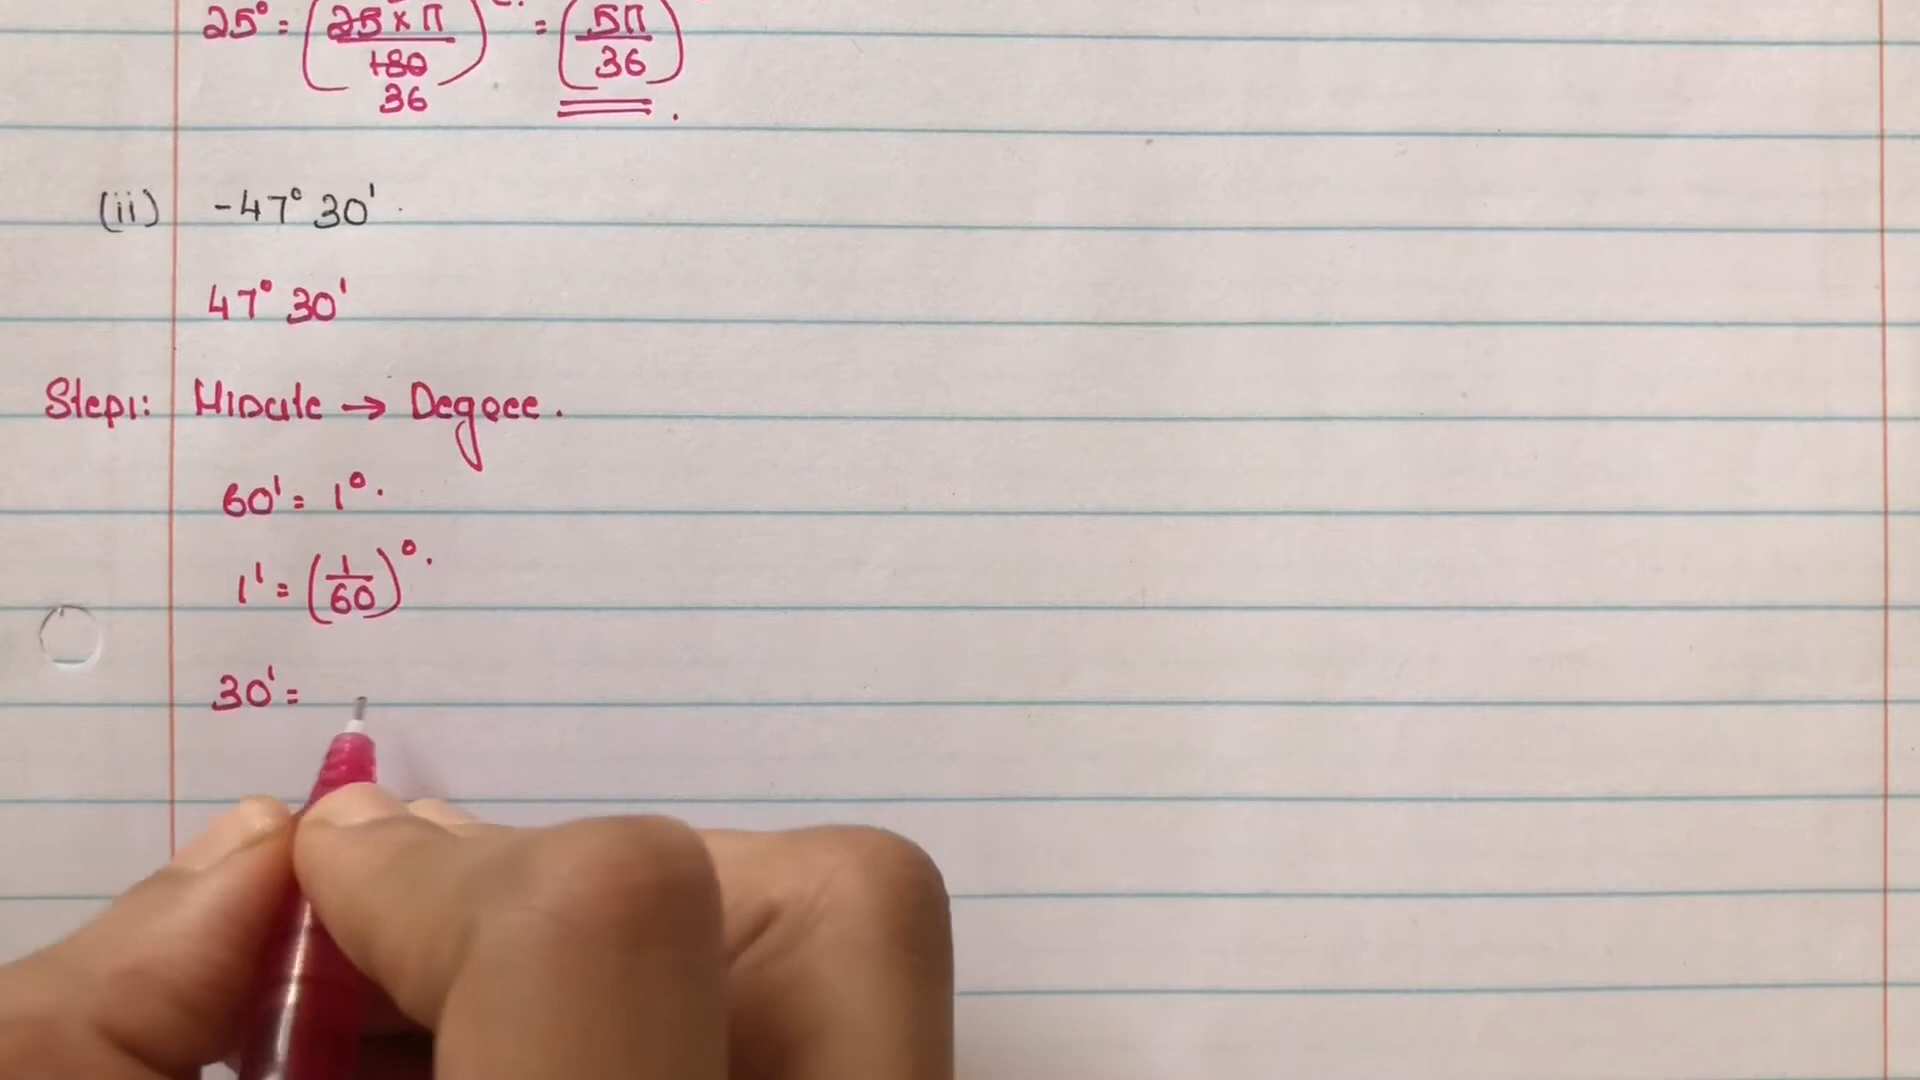 25° = (25 × π / 180 36)ᶜ· = (5π / 36) .
(ii) -47° 30' .
47° 30'
Step1: Minute → Degree .
60' = 1° .
1' = (1/60)° .
30' =